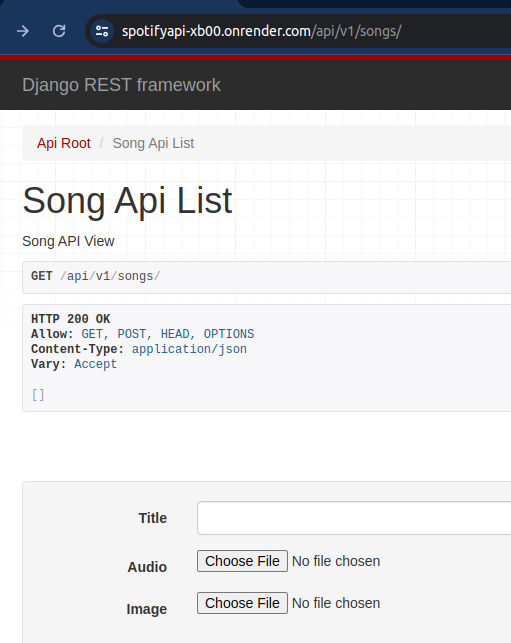 spotifyapi-xb00.onrender.com/api/v1/songs/
Django REST framework
Api Root / Song Api List
Song Api List
Song API View
GET /api/v1/songs/
HTTP 200 OK
Allow: GET, POST, HEAD, OPTIONS
Content-Type: application/json
Vary: Accept
[]
Title
Audio Choose File No file chosen
Image Choose File No file chosen